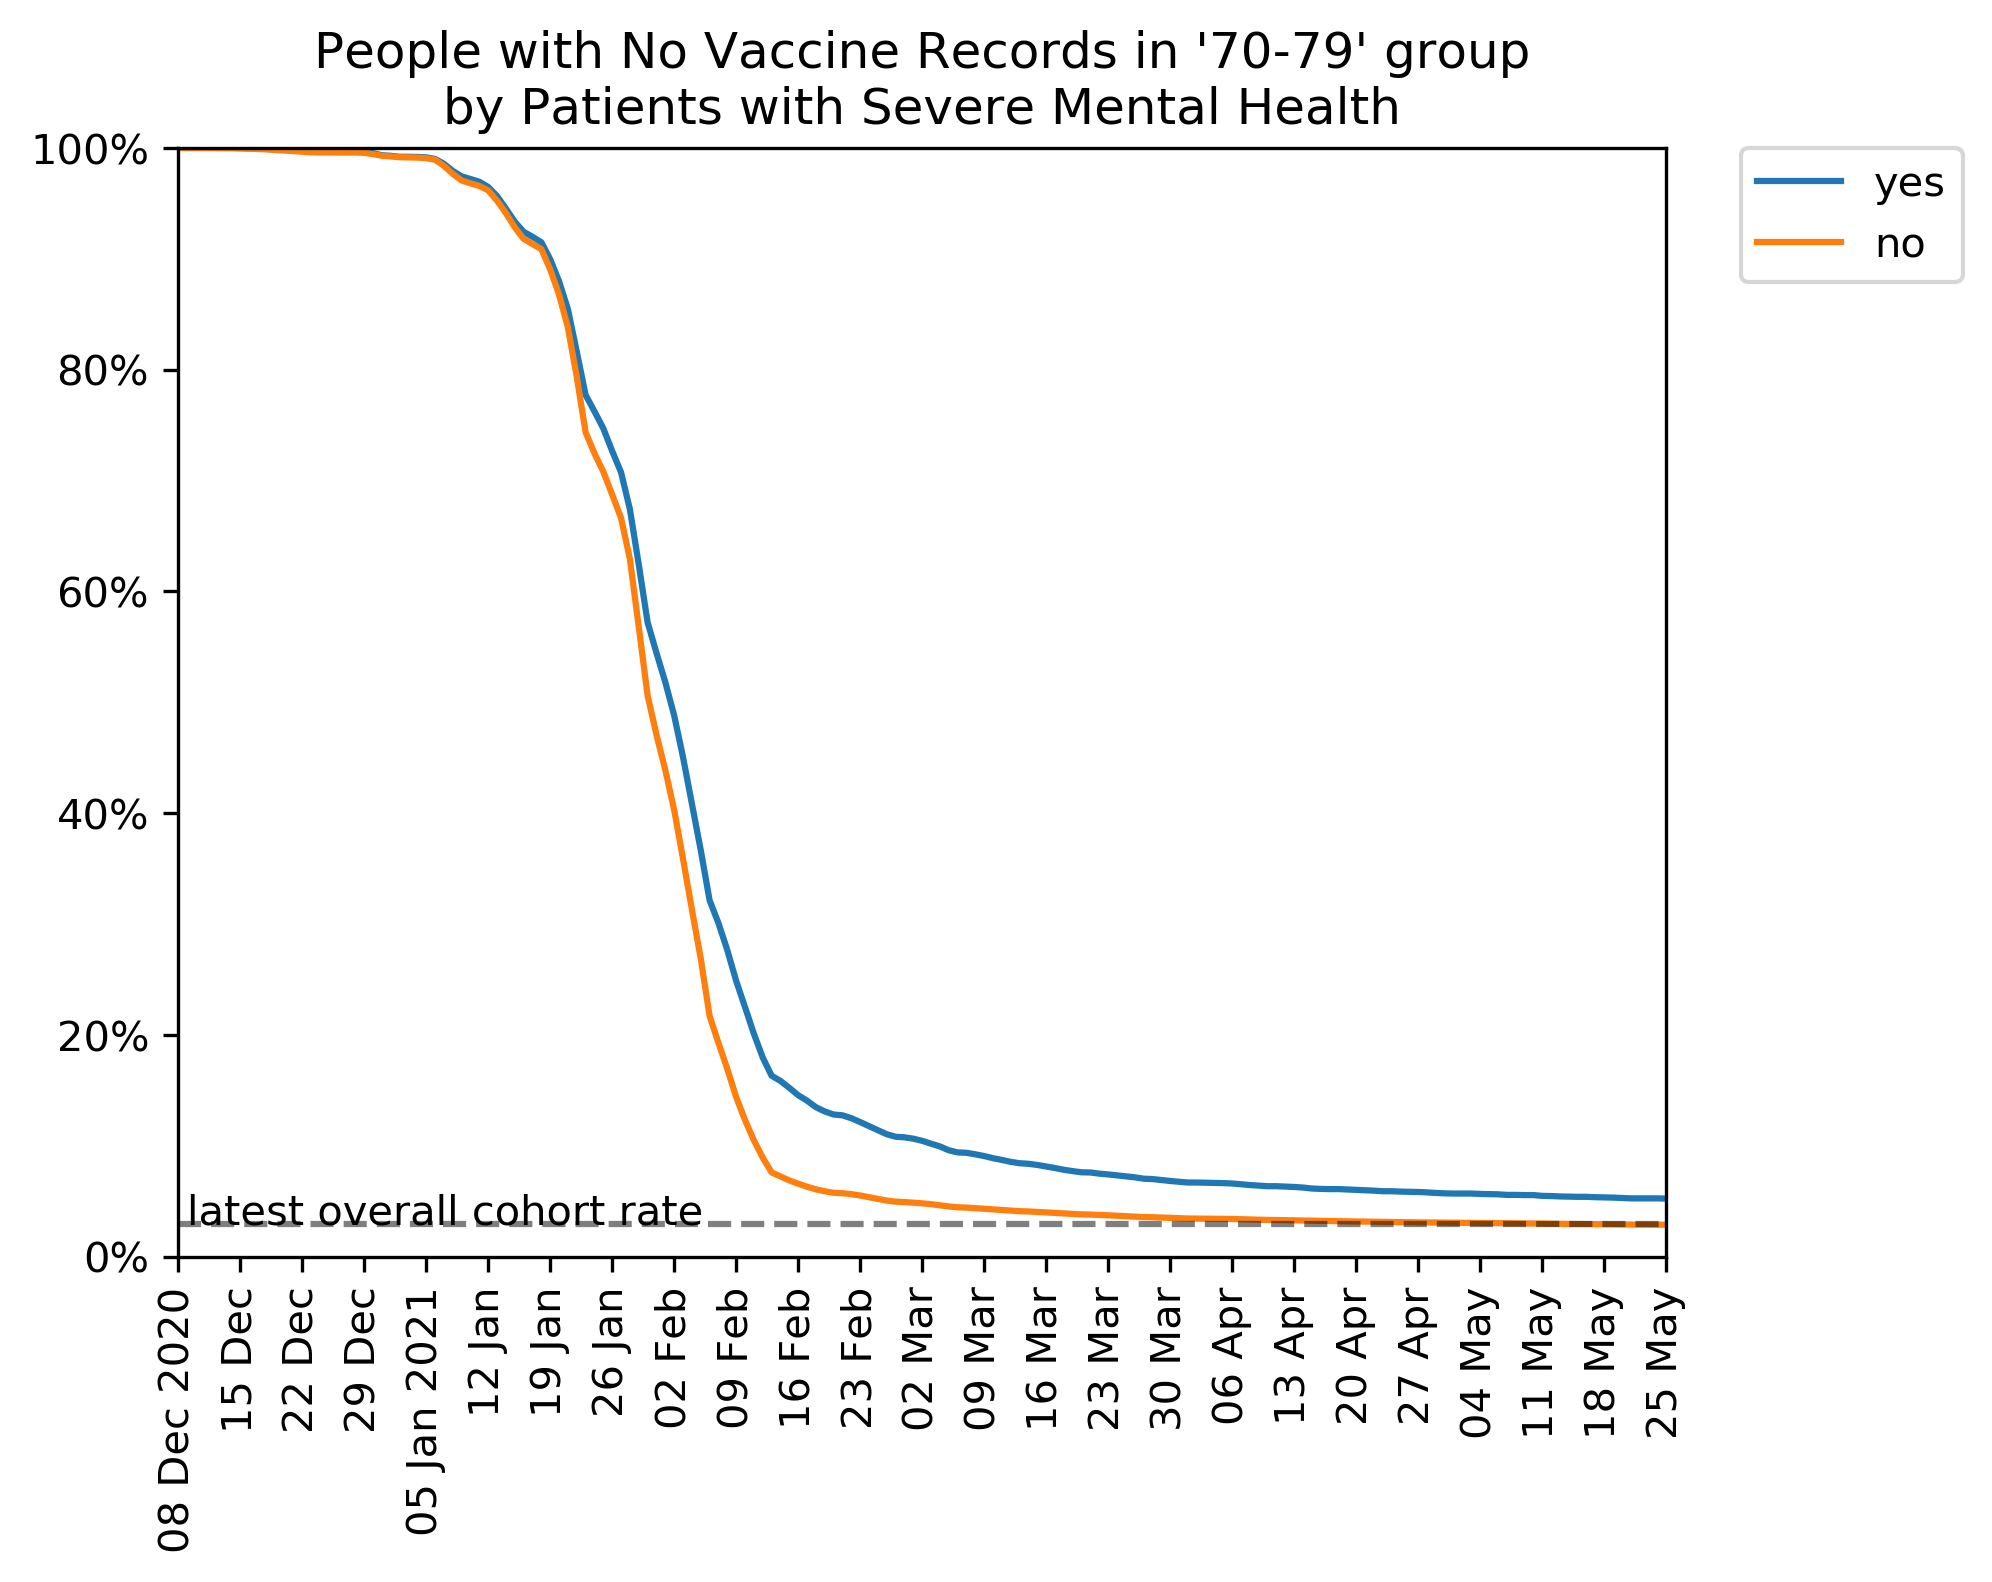 People with No Vaccine Records in '70-79' group
by Patients with Severe Mental Health
100%
80%
60%
40%
20%
0%
yes
no
latest overall cohort rate
08 Dec 2020
15 Dec
22 Dec
29 Dec
05 Jan 2021
12 Jan
19 Jan
26 Jan
02 Feb
09 Feb
16 Feb
23 Feb
02 Mar
09 Mar
16 Mar
23 Mar
30 Mar
06 Apr
13 Apr
20 Apr
27 Apr
04 May
11 May
18 May
25 May